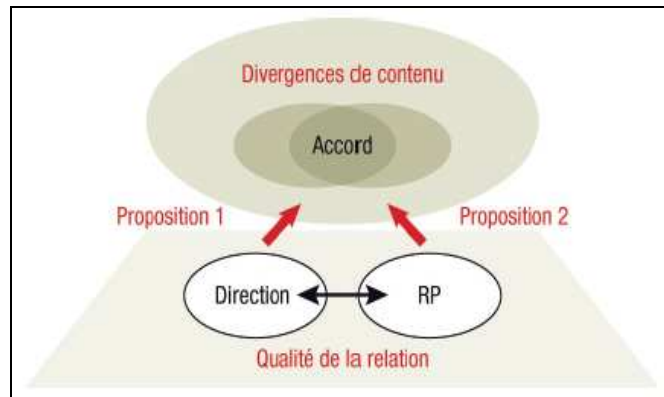 Divergences de contenu
Accord
Proposition 1
Proposition 2
Direction
RP
Qualité de la relation